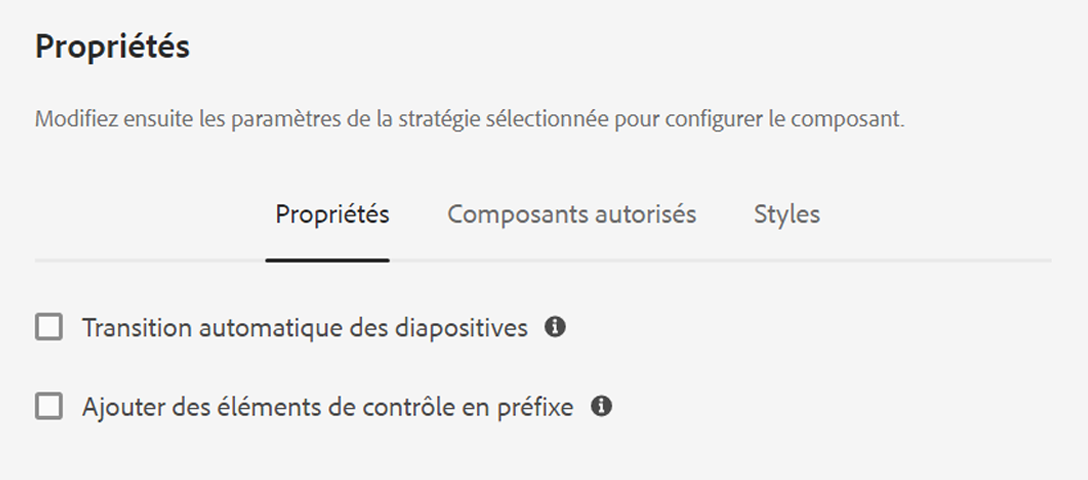 Propriétés
Modifiez ensuite les paramètres de la stratégie sélectionnée pour configurer le composant.
Propriétés Composants autorisés Styles
Transition automatique des diapositives
Ajouter des éléments de contrôle en préfixe